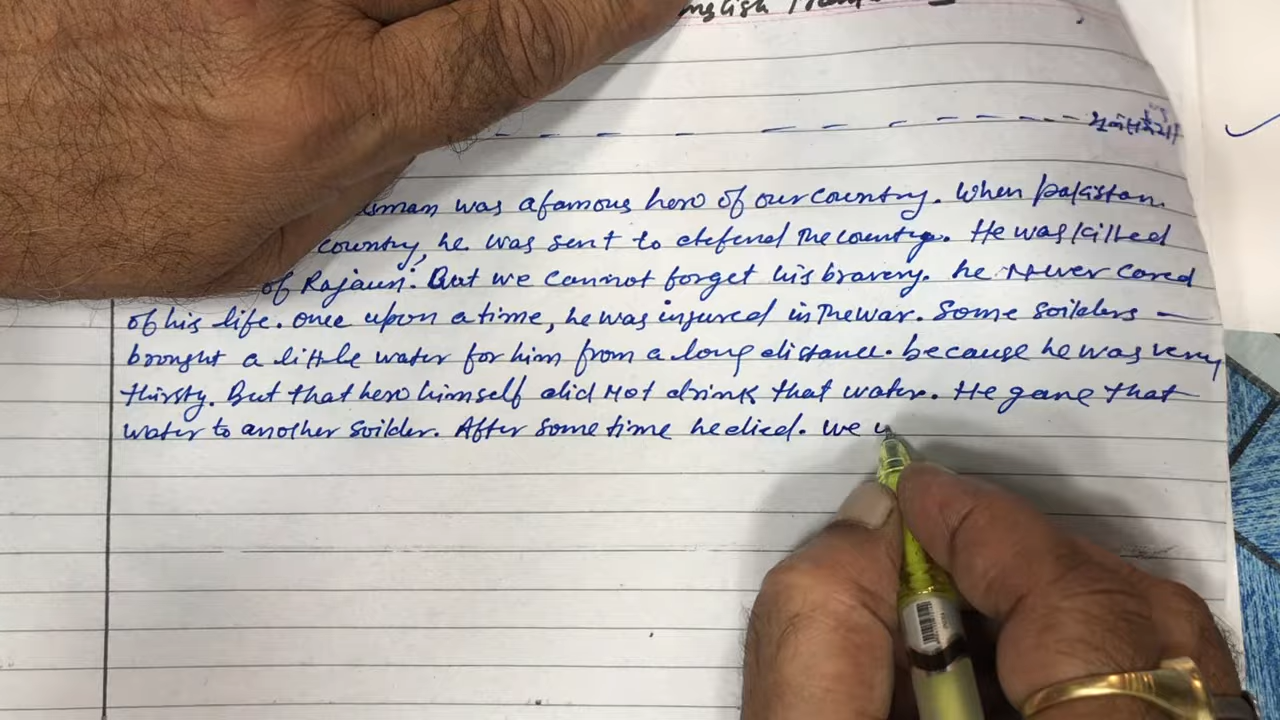 nglish
usman was a famous hero of our country. When pakistan
country, he was sent to defend the country. He was killed
of Rajauri. But we cannot forget his bravery. he Never cared
of his life. once upon a time, he was injured in the war. Some soilders —
brought a little water for him from a long distance. because he was very
thirsty. But that hero himself did Not drink that water. He gave that
water to another soilder. After some time he died. we